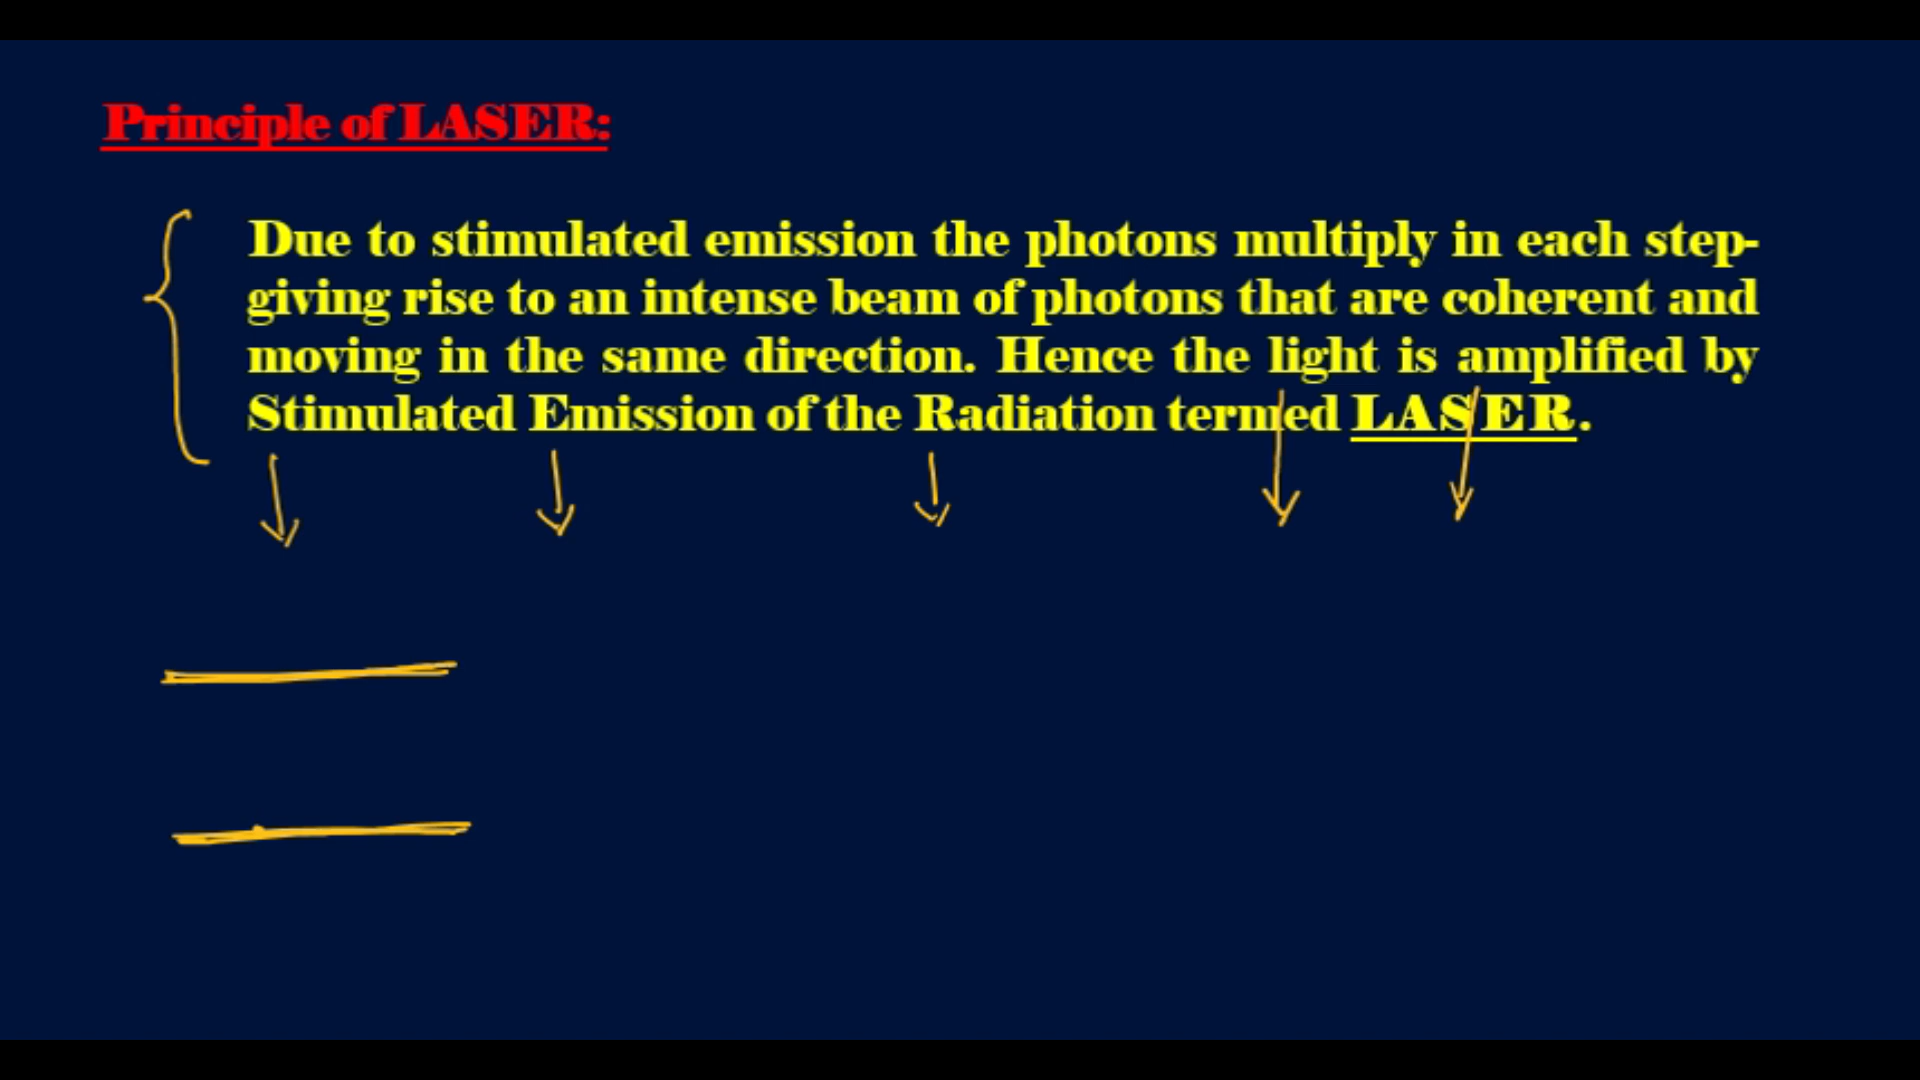 Principle of LASER:
Due to stimulated emission the photons multiply in each step-
giving rise to an intense beam of photons that are coherent and
moving in the same direction. Hence the light is amplified by
Stimulated Emission of the Radiation termed LASER.